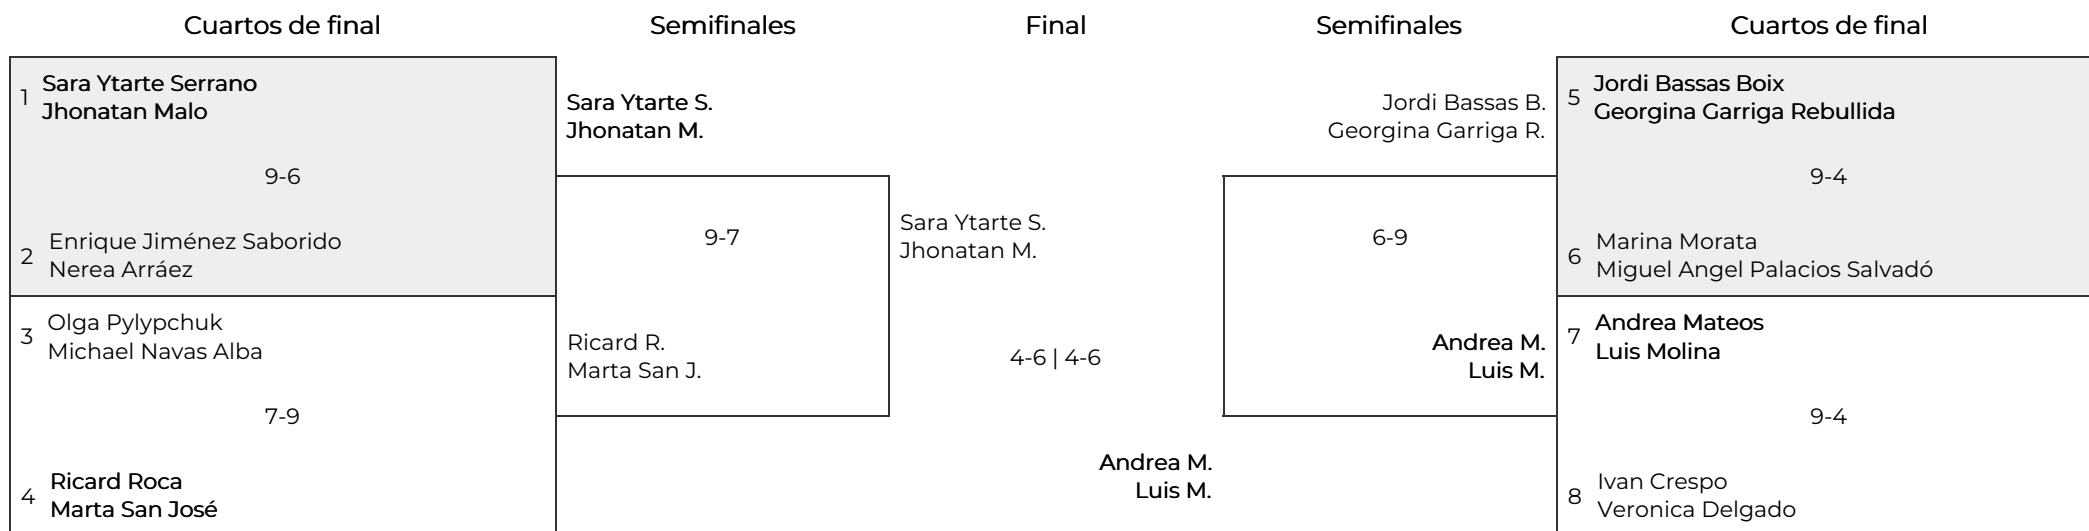 Cuartos de final
Semifinales
Final
Semifinales
Cuartos de final
1
Sara Ytarte Serrano
Jhonatan Malo
9-6
2
Enrique Jiménez Saborido
Nerea Arráez
3
Olga Pylypchuk
Michael Navas Alba
7-9
4
Ricard Roca
Marta San José
Sara Ytarte S.
Jhonatan M.
9-7
Ricard R.
Marta San J.
Sara Ytarte S.
Jhonatan M.
4-6 | 4-6
Andrea M.
Luis M.
Jordi Bassas B.
Georgina Garriga R.
6-9
Andrea M.
Luis M.
5
Jordi Bassas Boix
Georgina Garriga Rebullida
9-4
6
Marina Morata
Miguel Angel Palacios Salvadó
7
Andrea Mateos
Luis Molina
9-4
8
Ivan Crespo
Veronica Delgado